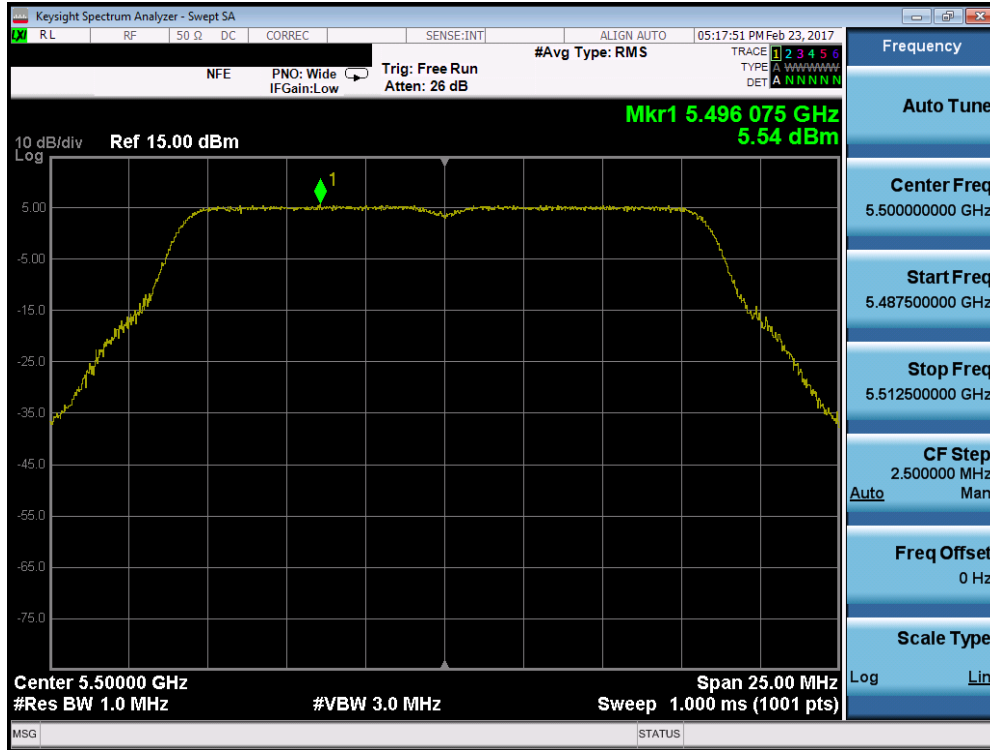 Keysight Spectrum Analyzer - Swept SA
LXI RL RF 50 Ω DC CORREC SENSE:INT ALIGN AUTO 05:17:51 PM Feb 23, 2017
#Avg Type: RMS TRACE 1 2 3 4 5 6
NFE PNO: Wide Trig: Free Run TYPE A WWWWW
IFGain:Low Atten: 26 dB DET A N N N N N
Mkr1 5.496 075 GHz
5.54 dBm
10 dB/div Ref 15.00 dBm
Log
1
5.00
-5.00
-15.0
-25.0
-35.0
-45.0
-55.0
-65.0
-75.0
Center 5.50000 GHz Span 25.00 MHz
#Res BW 1.0 MHz #VBW 3.0 MHz Sweep 1.000 ms (1001 pts)
MSG STATUS
Frequency
Auto Tune
Center Freq
5.500000000 GHz
Start Freq
5.487500000 GHz
Stop Freq
5.512500000 GHz
CF Step
2.500000 MHz
Auto Man
Freq Offset
0 Hz
Scale Type
Log Lin